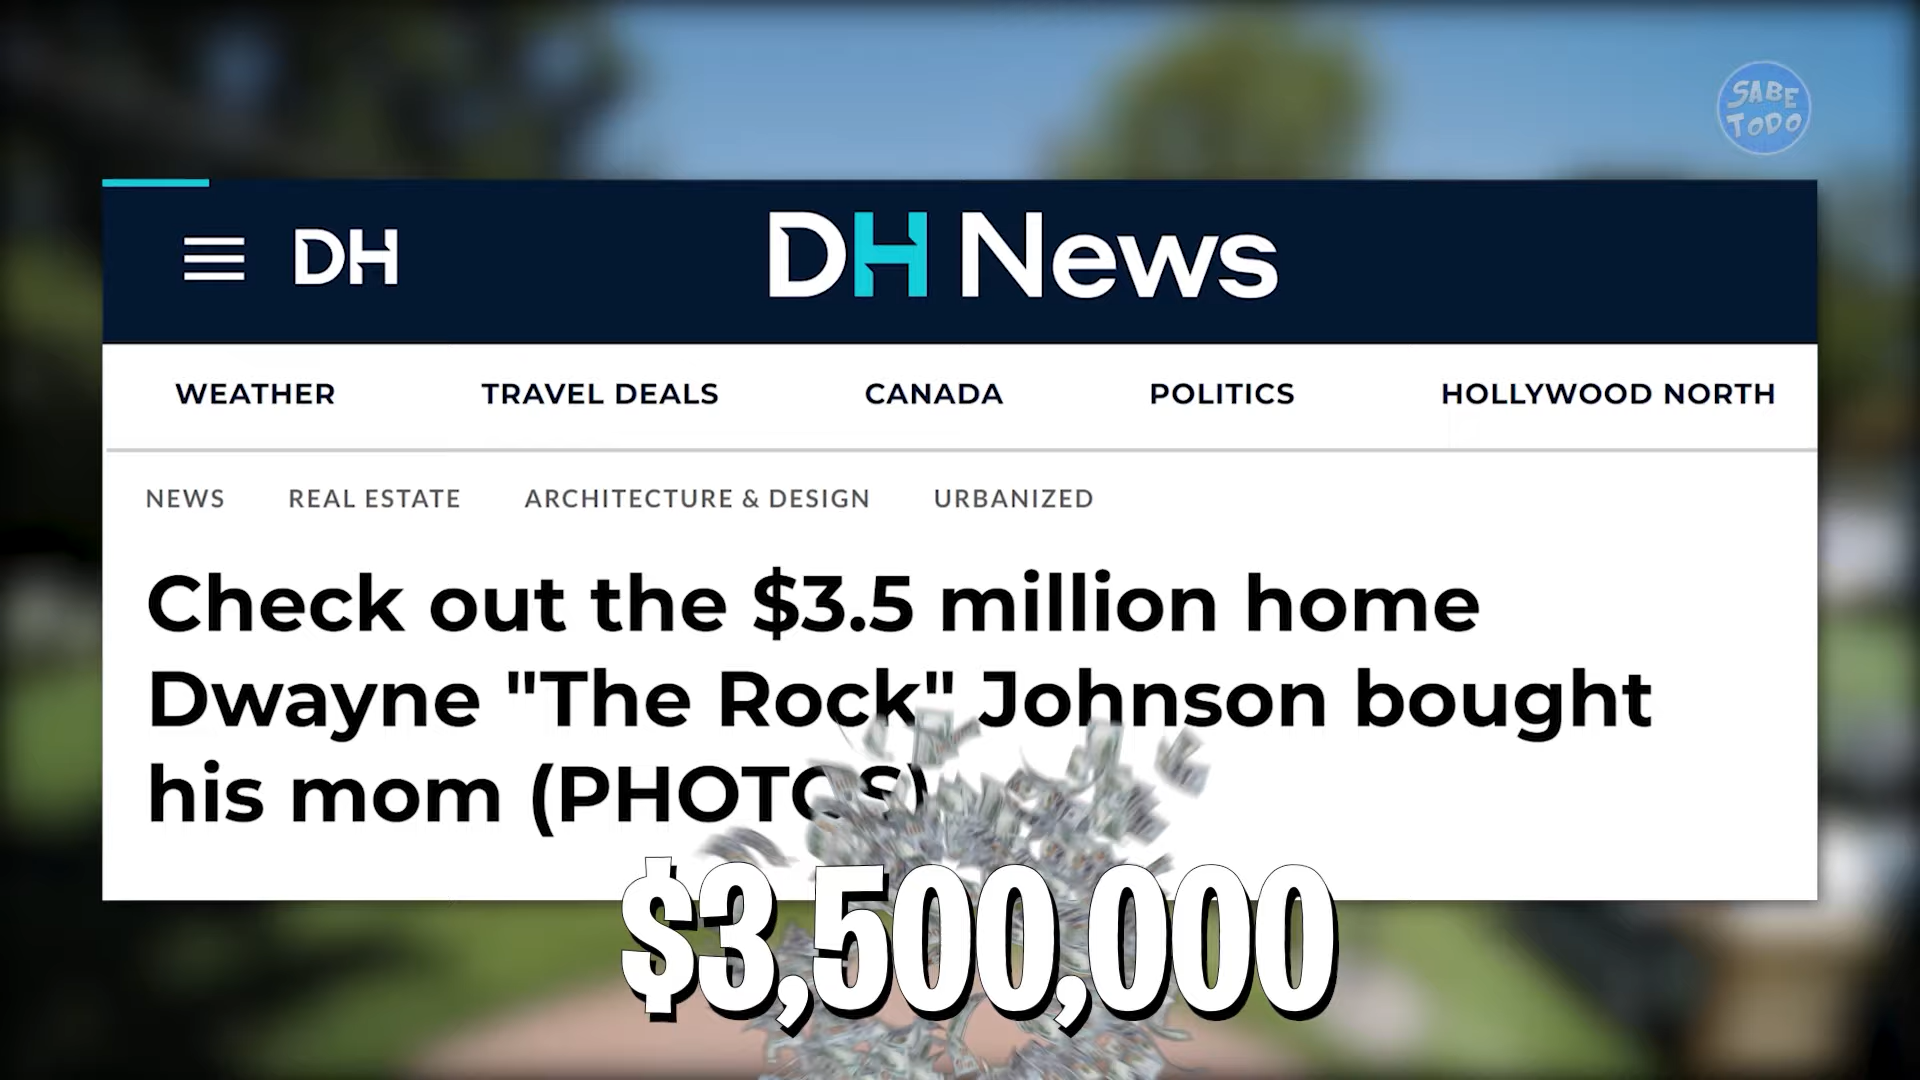 SABE
TODO
DH
DH News
WEATHER TRAVEL DEALS CANADA POLITICS HOLLYWOOD NORTH
NEWS REAL ESTATE ARCHITECTURE & DESIGN URBANIZED
Check out the $3.5 million home
Dwayne "The Rock" Johnson bought
his mom (PHOTOS)
$3,500,000